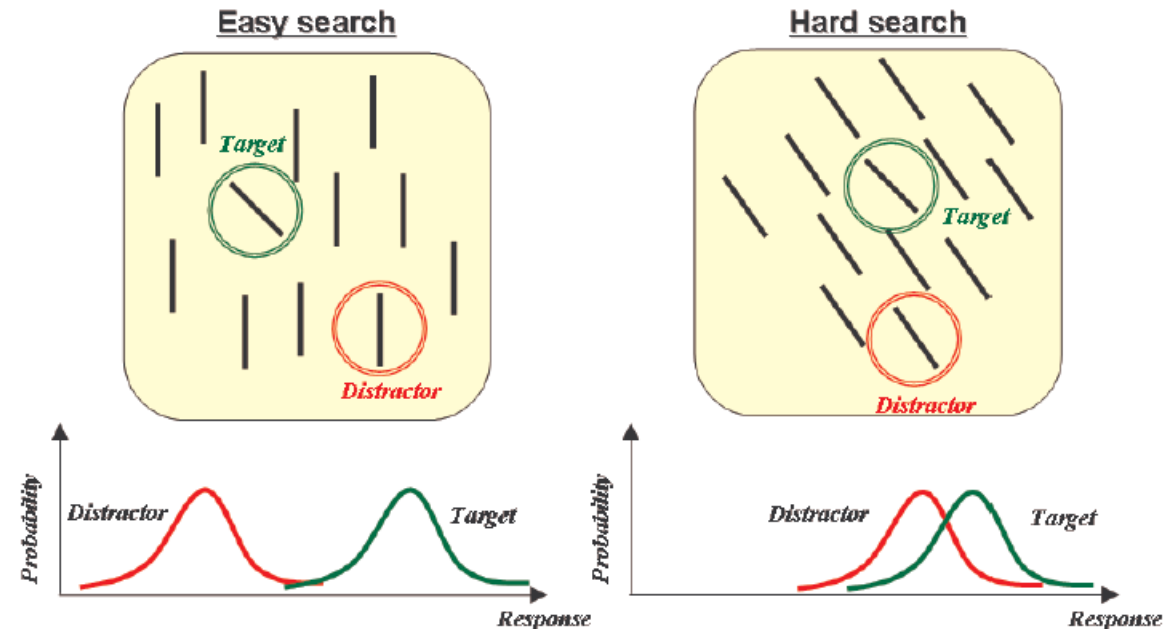 Easy search
Target
Distractor
Probability
Distractor
Target
Response
Hard search
Target
Distractor
Probability
Distractor
Target
Response